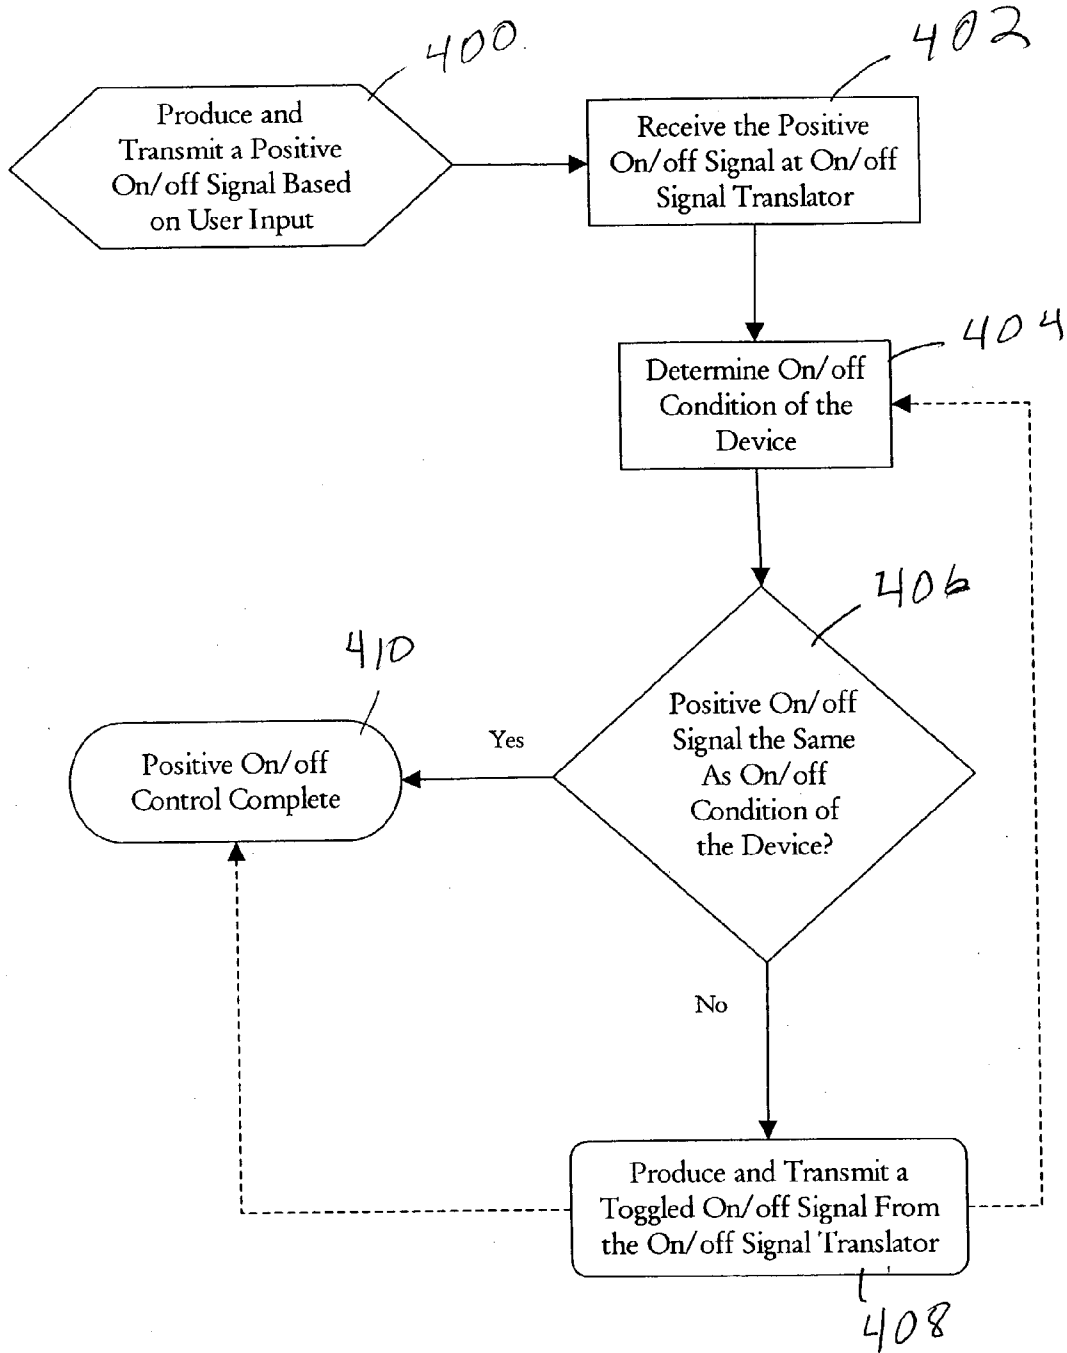 400
Produce and
Transmit a Positive
On/off Signal Based
on User Input
402
Receive the Positive
On/off Signal at On/off
Signal Translator
404
Determine On/off
Condition of the
Device
406
Positive On/off
Signal the Same
As On/off
Condition of
the Device?
Yes
410
Positive On/off
Control Complete
No
Produce and Transmit a
Toggled On/off Signal From
the On/off Signal Translator
408